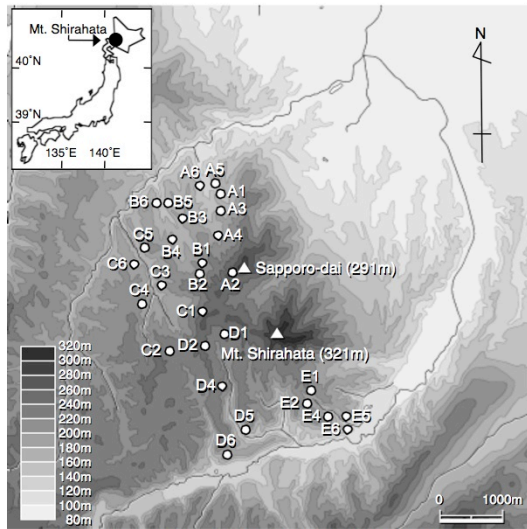 Mt. Shirahata
40°N
39°N
135°E 140°E
N
A6 A5
A1
B6 B5
A3
B3
C5
B4
A4
C6
B1
Sapporo-dai (291m)
C3
B2
A2
C4
C1
D1
D2
C2
Mt. Shirahata (321m)
D4
E1
E2
E4
E5
D5
E6
D6
320m
300m
280m
260m
240m
220m
200m
180m
160m
140m
120m
100m
80m
0 1000m